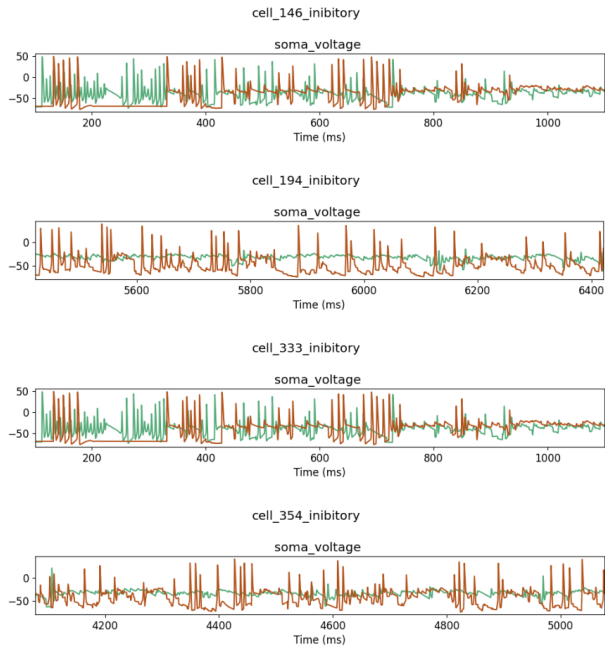 cell_146_inibitory
soma_voltage
50
0
−50
200 400 600 800 1000
Time (ms)
cell_194_inibitory
soma_voltage
0
−50
5600 5800 6000 6200 6400
Time (ms)
cell_333_inibitory
soma_voltage
50
0
−50
200 400 600 800 1000
Time (ms)
cell_354_inibitory
soma_voltage
0
−50
4200 4400 4600 4800 5000
Time (ms)